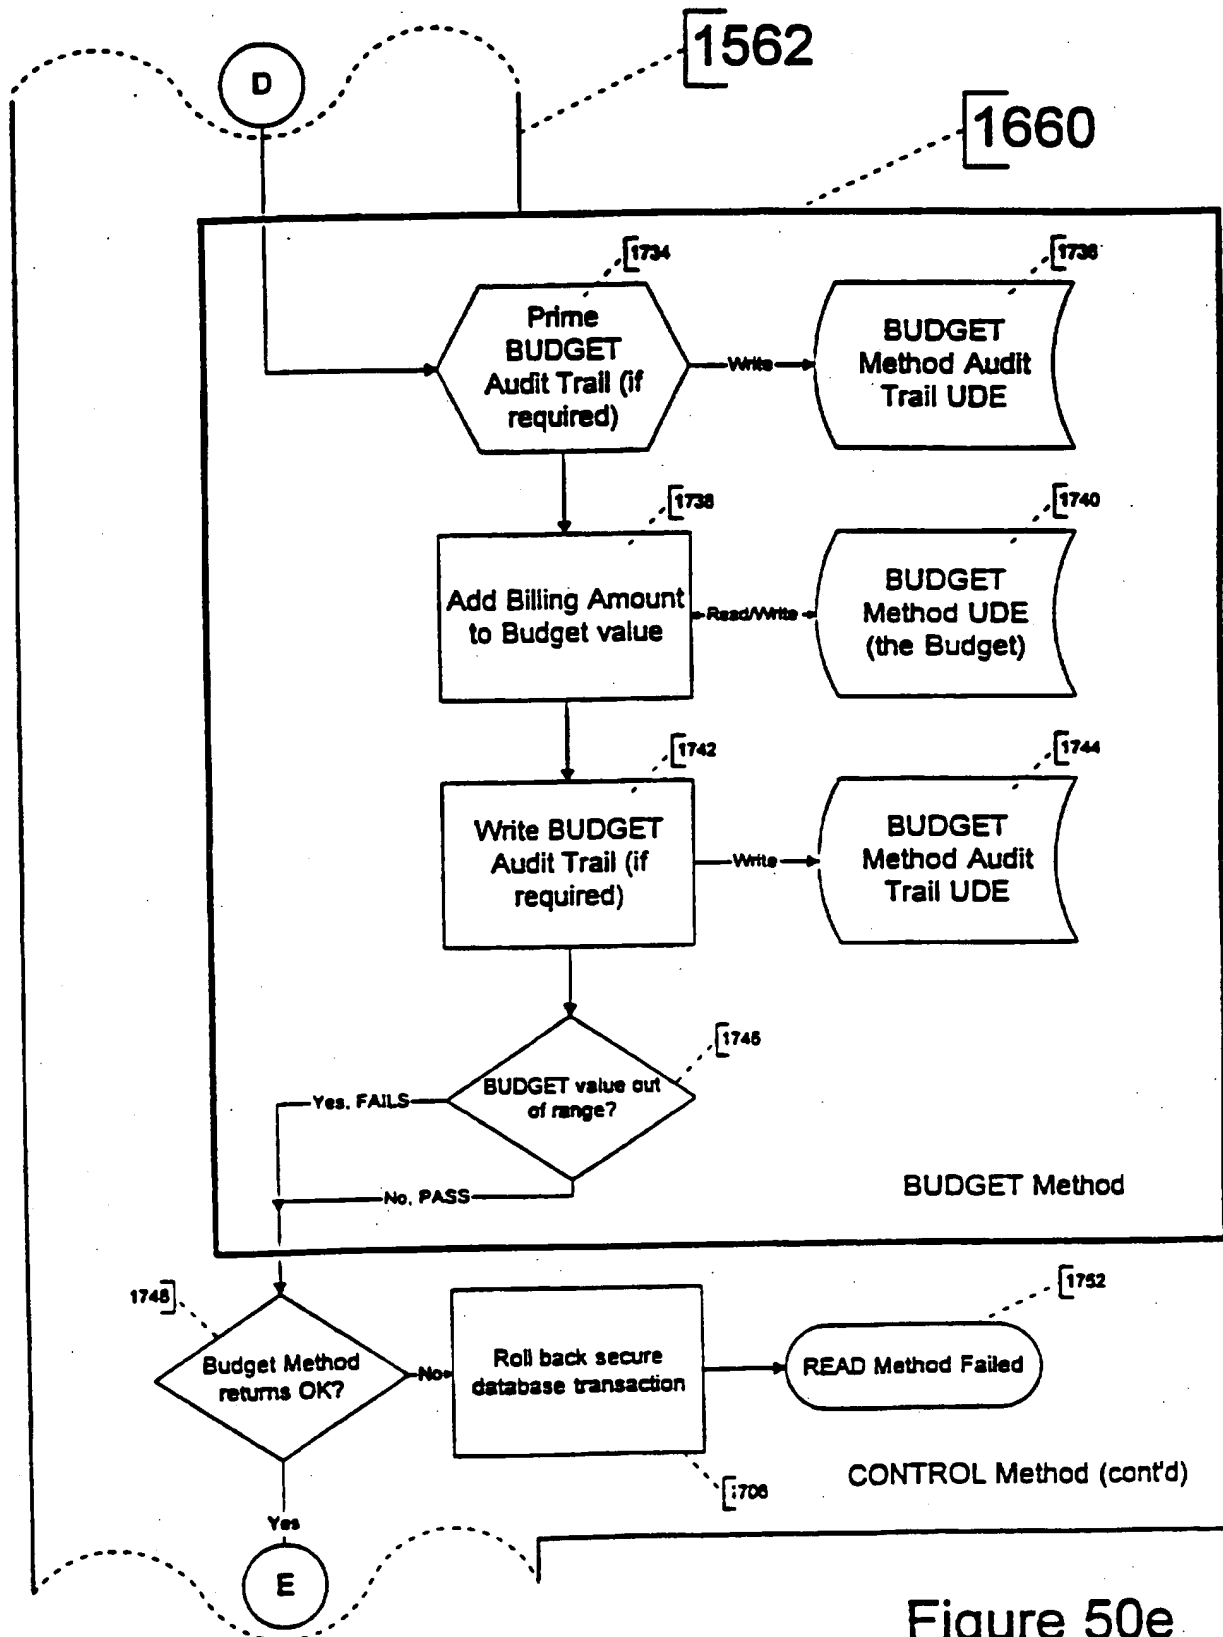 D
1562
1660
1734
Prime
BUDGET
Audit Trail (if
required)
Write
1736
BUDGET
Method Audit
Trail UDE
1738
Add Billing Amount
to Budget value
Read/Write
1740
BUDGET
Method UDE
(the Budget)
1742
Write BUDGET
Audit Trail (if
required)
Write
1744
BUDGET
Method Audit
Trail UDE
1746
BUDGET value out
of range?
Yes, FAILS
No, PASS
BUDGET Method
1748
Budget Method
returns OK?
No
Roll back secure
database transaction
1752
READ Method Failed
1706
CONTROL Method (cont'd)
Yes
E
Figure 50e